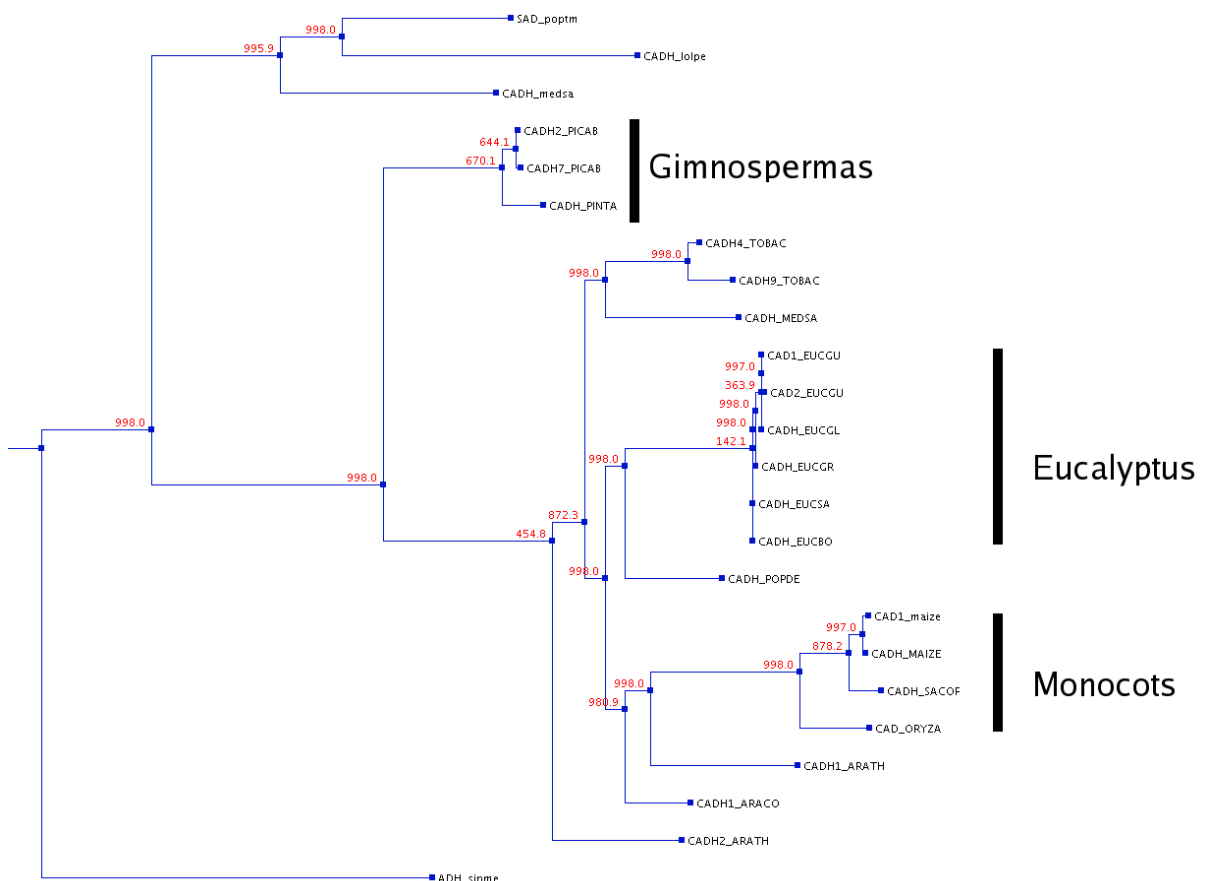 SAD_poptm
998.0
995.9
CADH_lolpe
CADH_medsa
CADH2_PICAB
644.1
670.1
CADH7_PICAB
Gimnospermas
CADH_PINTA
CADH4_TOBAC
998.0
998.0
CADH9_TOBAC
CADH_MEDSA
CAD1_EUCGU
997.0
363.9
CAD2_EUCGU
998.0
998.0
CADH_EUCGL
998.0
142.1
998.0
CADH_EUCGR
Eucalyptus
998.0
CADH_EUCSA
872.3
454.8
CADH_EUCBO
998.0
CADH_POPDE
CAD1_maize
997.0
878.2
CADH_MAIZE
998.0
998.0
CADH_SACOF
Monocots
980.9
CAD_ORYZA
CADH1_ARATH
CADH1_ARACO
CADH2_ARATH